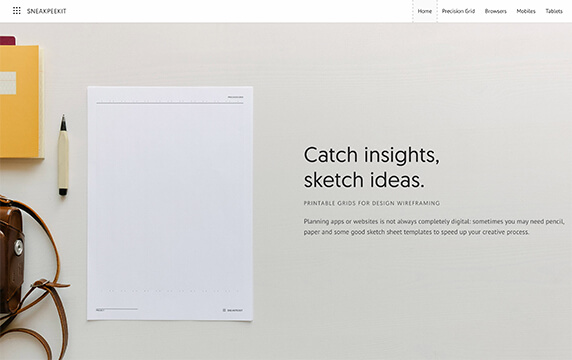 SNEAKPEEKIT
Home
Precision Grid
Browsers
Mobiles
Tablets
Catch insights,
sketch ideas.
PRINTABLE GRIDS FOR DESIGN WIREFRAMING
Planning apps or websites is not always completely digital: sometimes you may need pencil,
paper and some good sketch sheet templates to speed up your creative process.
SNEAKPEEKIT